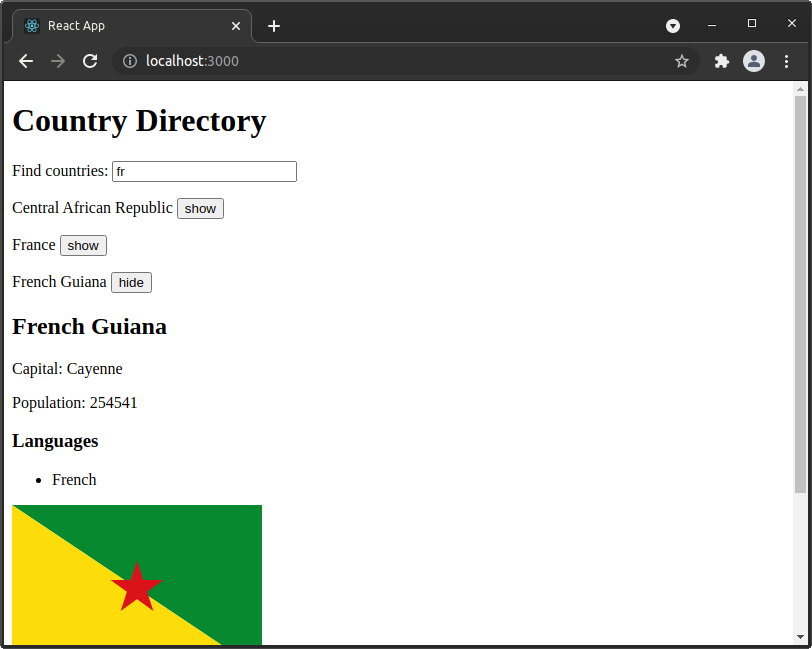 React App
localhost:3000
Country Directory
Find countries: fr
Central African Republic show
France show
French Guiana hide
French Guiana
Capital: Cayenne
Population: 254541
Languages
French